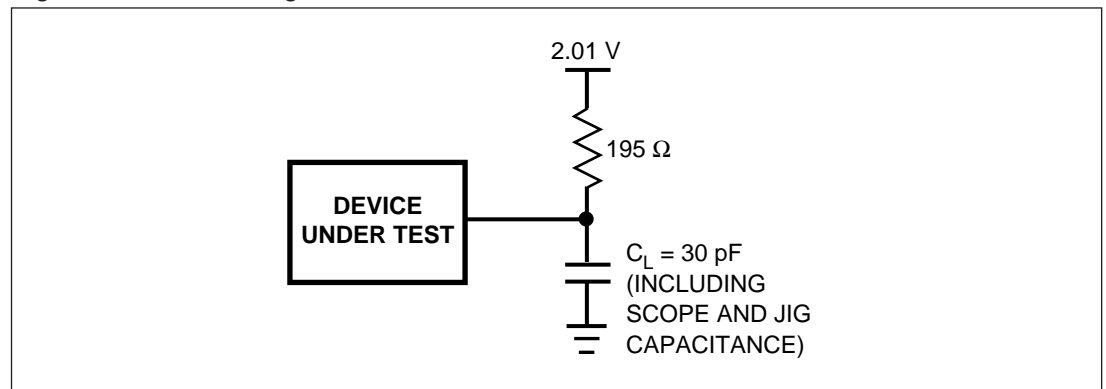 2.01 V
195 Ω
DEVICE
UNDER TEST
C_L = 30 pF
(INCLUDING
SCOPE AND JIG
CAPACITANCE)